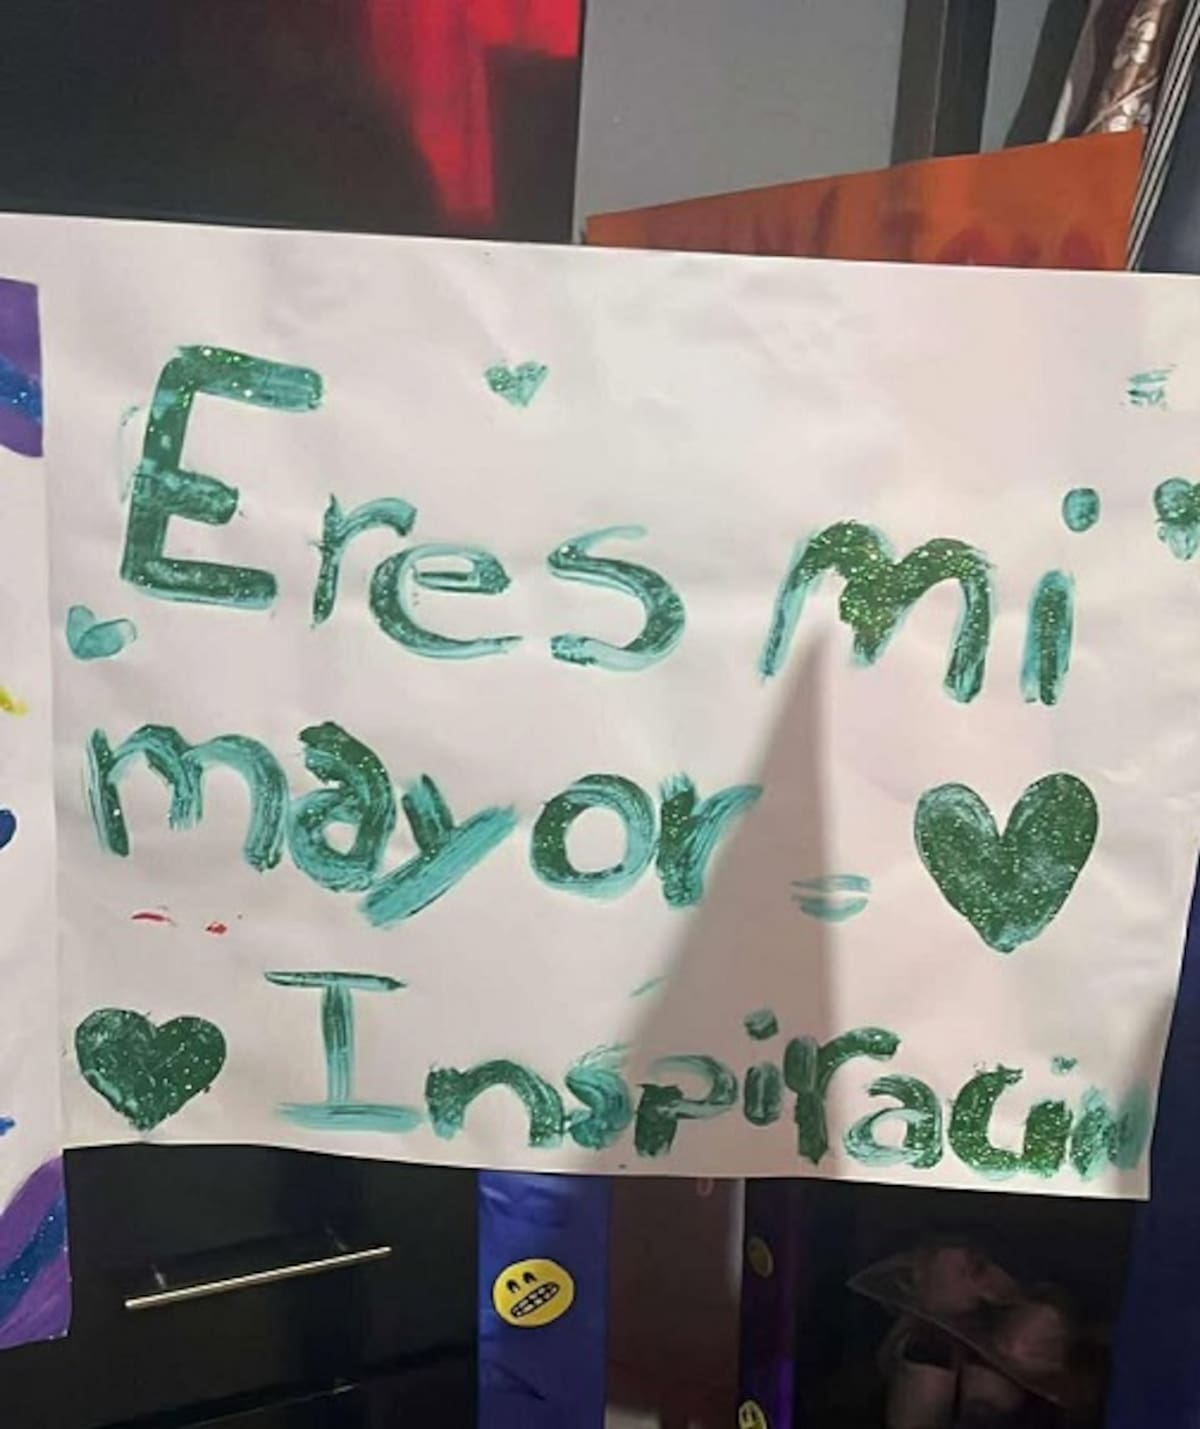 Eres mi
mayor
Inspiracin